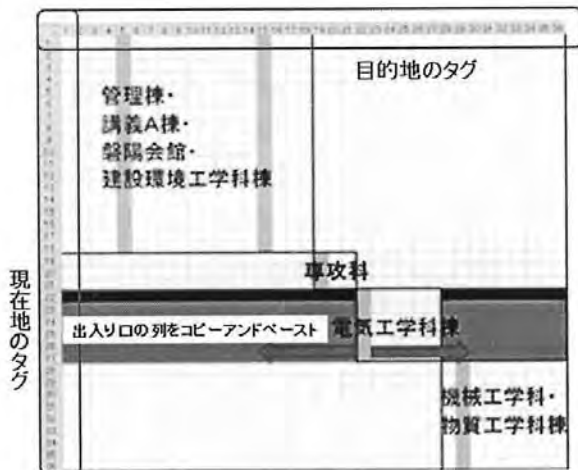 目的地のタグ
管理棟・
講義A棟・
磐陽会館・
建設環境工学科棟
現在地のタグ
専攻科
出入り口の列をコピーアンドペースト
電気工学科棟
機械工学科・
物質工学科棟